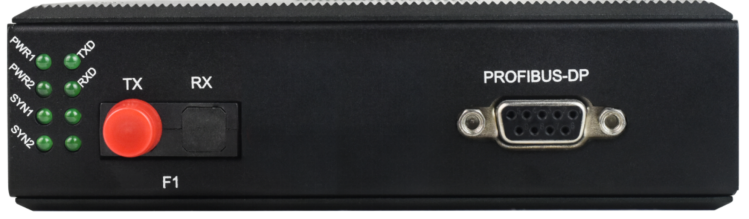 PWR1 TXD
PWR2 RXD
SYN1
SYN2
TX RX
F1
PROFIBUS-DP